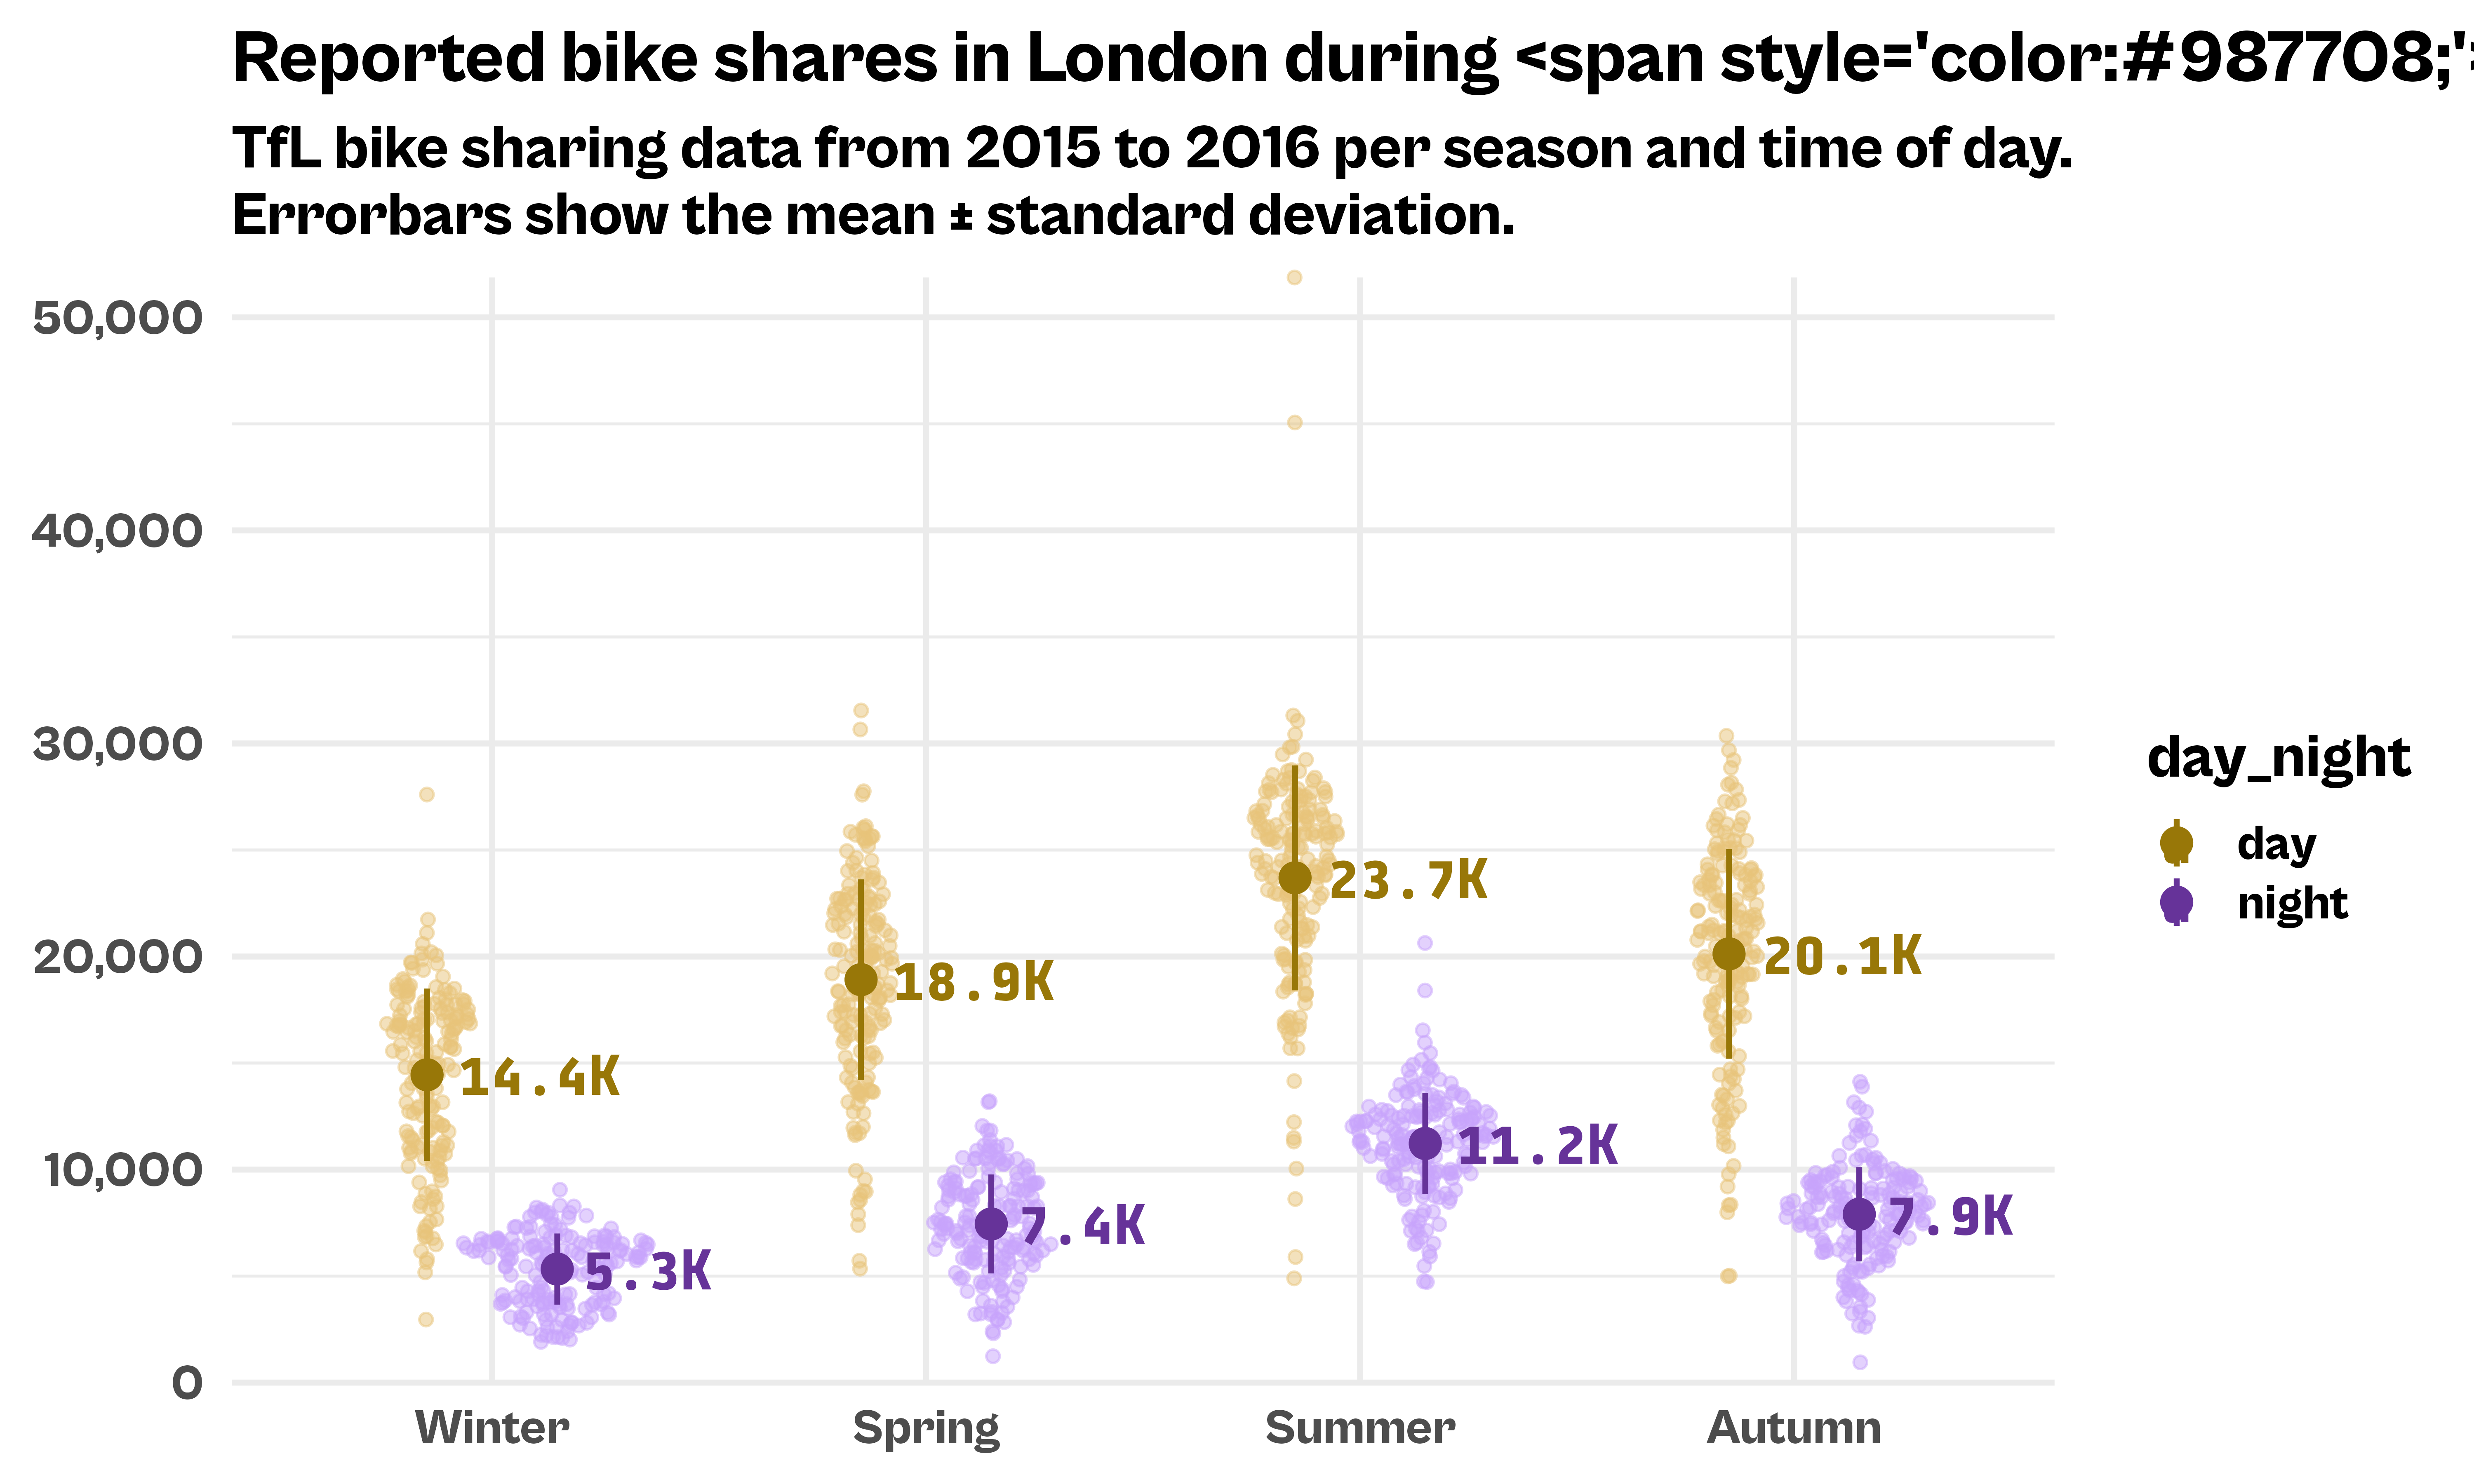 Reported bike shares in London during <span style='color:#987708;'
TfL bike sharing data from 2015 to 2016 per season and time of day.
Errorbars show the mean ± standard deviation.
50,000
40,000
30,000
20,000
10,000
0
14.4K
5.3K
18.9K
7.4K
23.7K
11.2K
20.1K
7.9K
Winter
Spring
Summer
Autumn
day_night
day
night